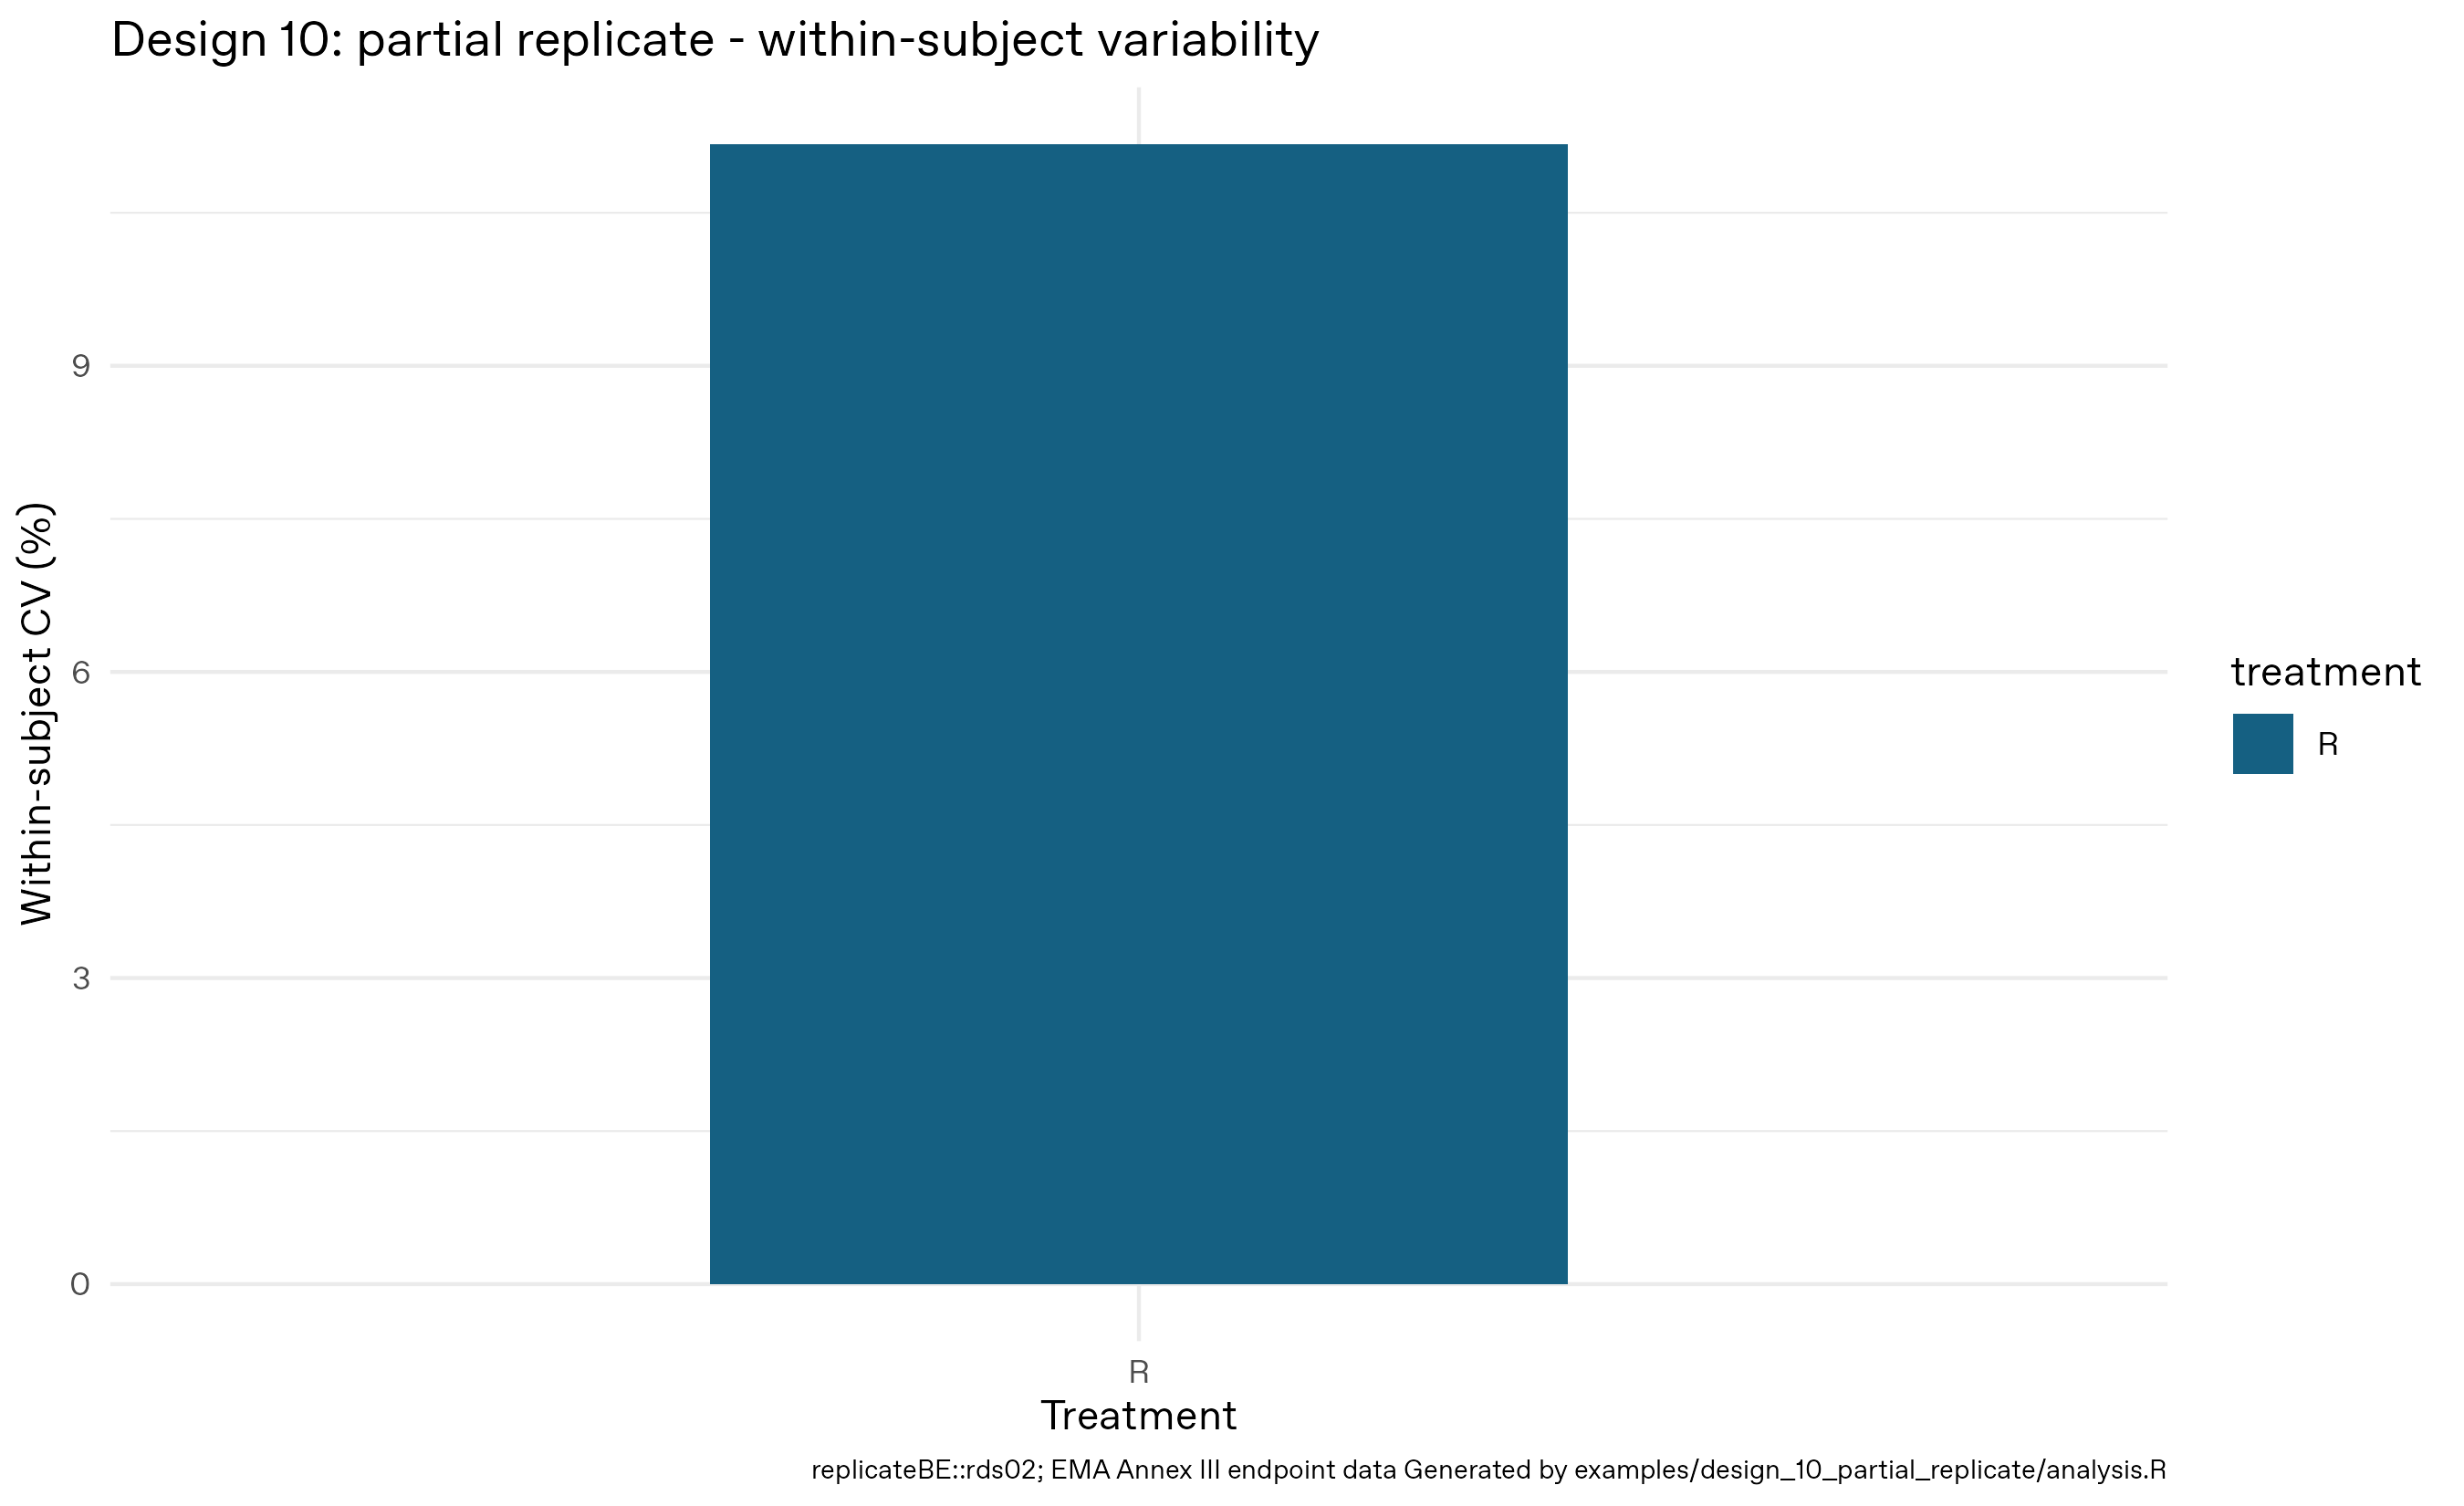 Design 10: partial replicate - within-subject variability
Within-subject CV (%)
9
6
3
0
R
Treatment
treatment
R
replicateBE::rds02; EMA Annex III endpoint data Generated by examples/design_10_partial_replicate/analysis.R